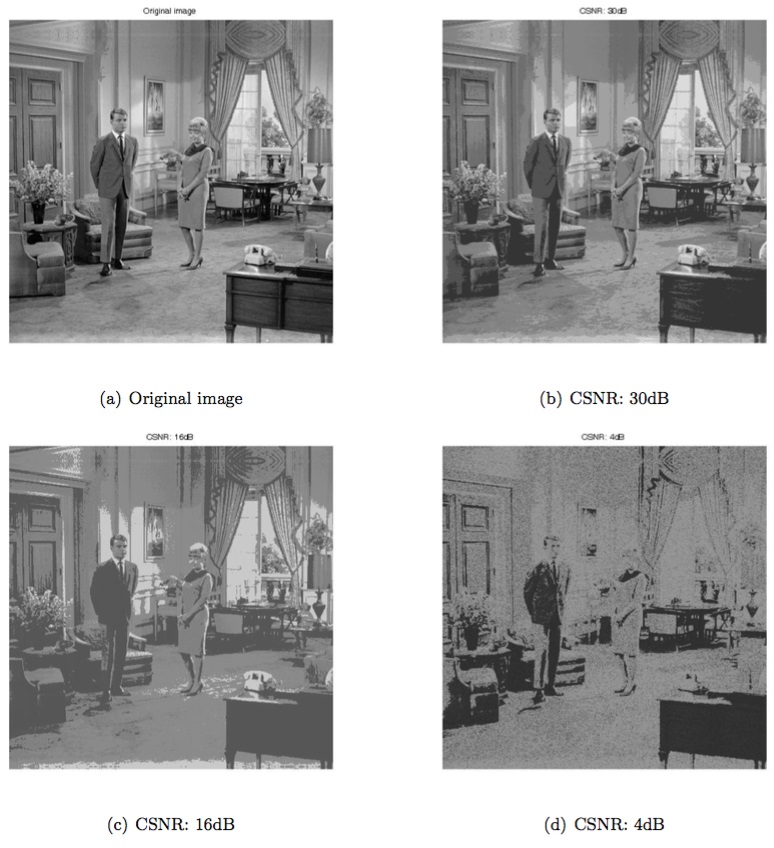 Original image
CSNR: 30dB
(a) Original image
(b) CSNR: 30dB
CSNR: 16dB
CSNR: 4dB
(c) CSNR: 16dB
(d) CSNR: 4dB